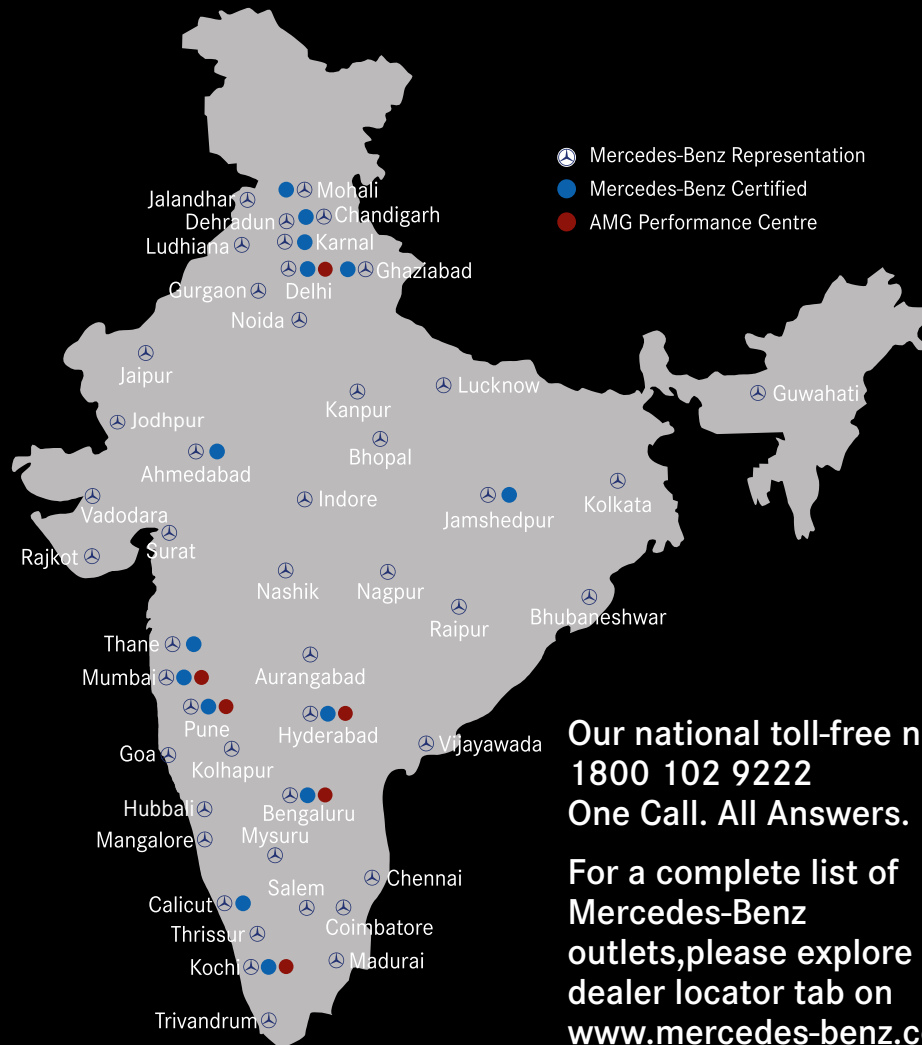 Mercedes-Benz Representation
Mercedes-Benz Certified
AMG Performance Centre
Mohali
Jalandhar
Chandigarh
Dehradun
Karnal
Ludhiana
Ghaziabad
Gurgaon
Delhi
Noida
Jaipur
Lucknow
Kanpur
Guwahati
Jodhpur
Bhopal
Ahmedabad
Indore
Kolkata
Vadodara
Jamshedpur
Surat
Rajkot
Nashik
Nagpur
Bhubaneshwar
Raipur
Thane
Mumbai
Aurangabad
Pune
Hyderabad
Vijayawada
Goa
Kolhapur
Hubbali
Bengaluru
Mangalore
Mysuru
Chennai
Salem
Calicut
Coimbatore
Thrissur
Madurai
Kochi
Trivandrum
Our national toll-free n
1800 102 9222
One Call. All Answers.
For a complete list of
Mercedes-Benz
outlets,please explore
dealer locator tab on
www.mercedes-benz.c